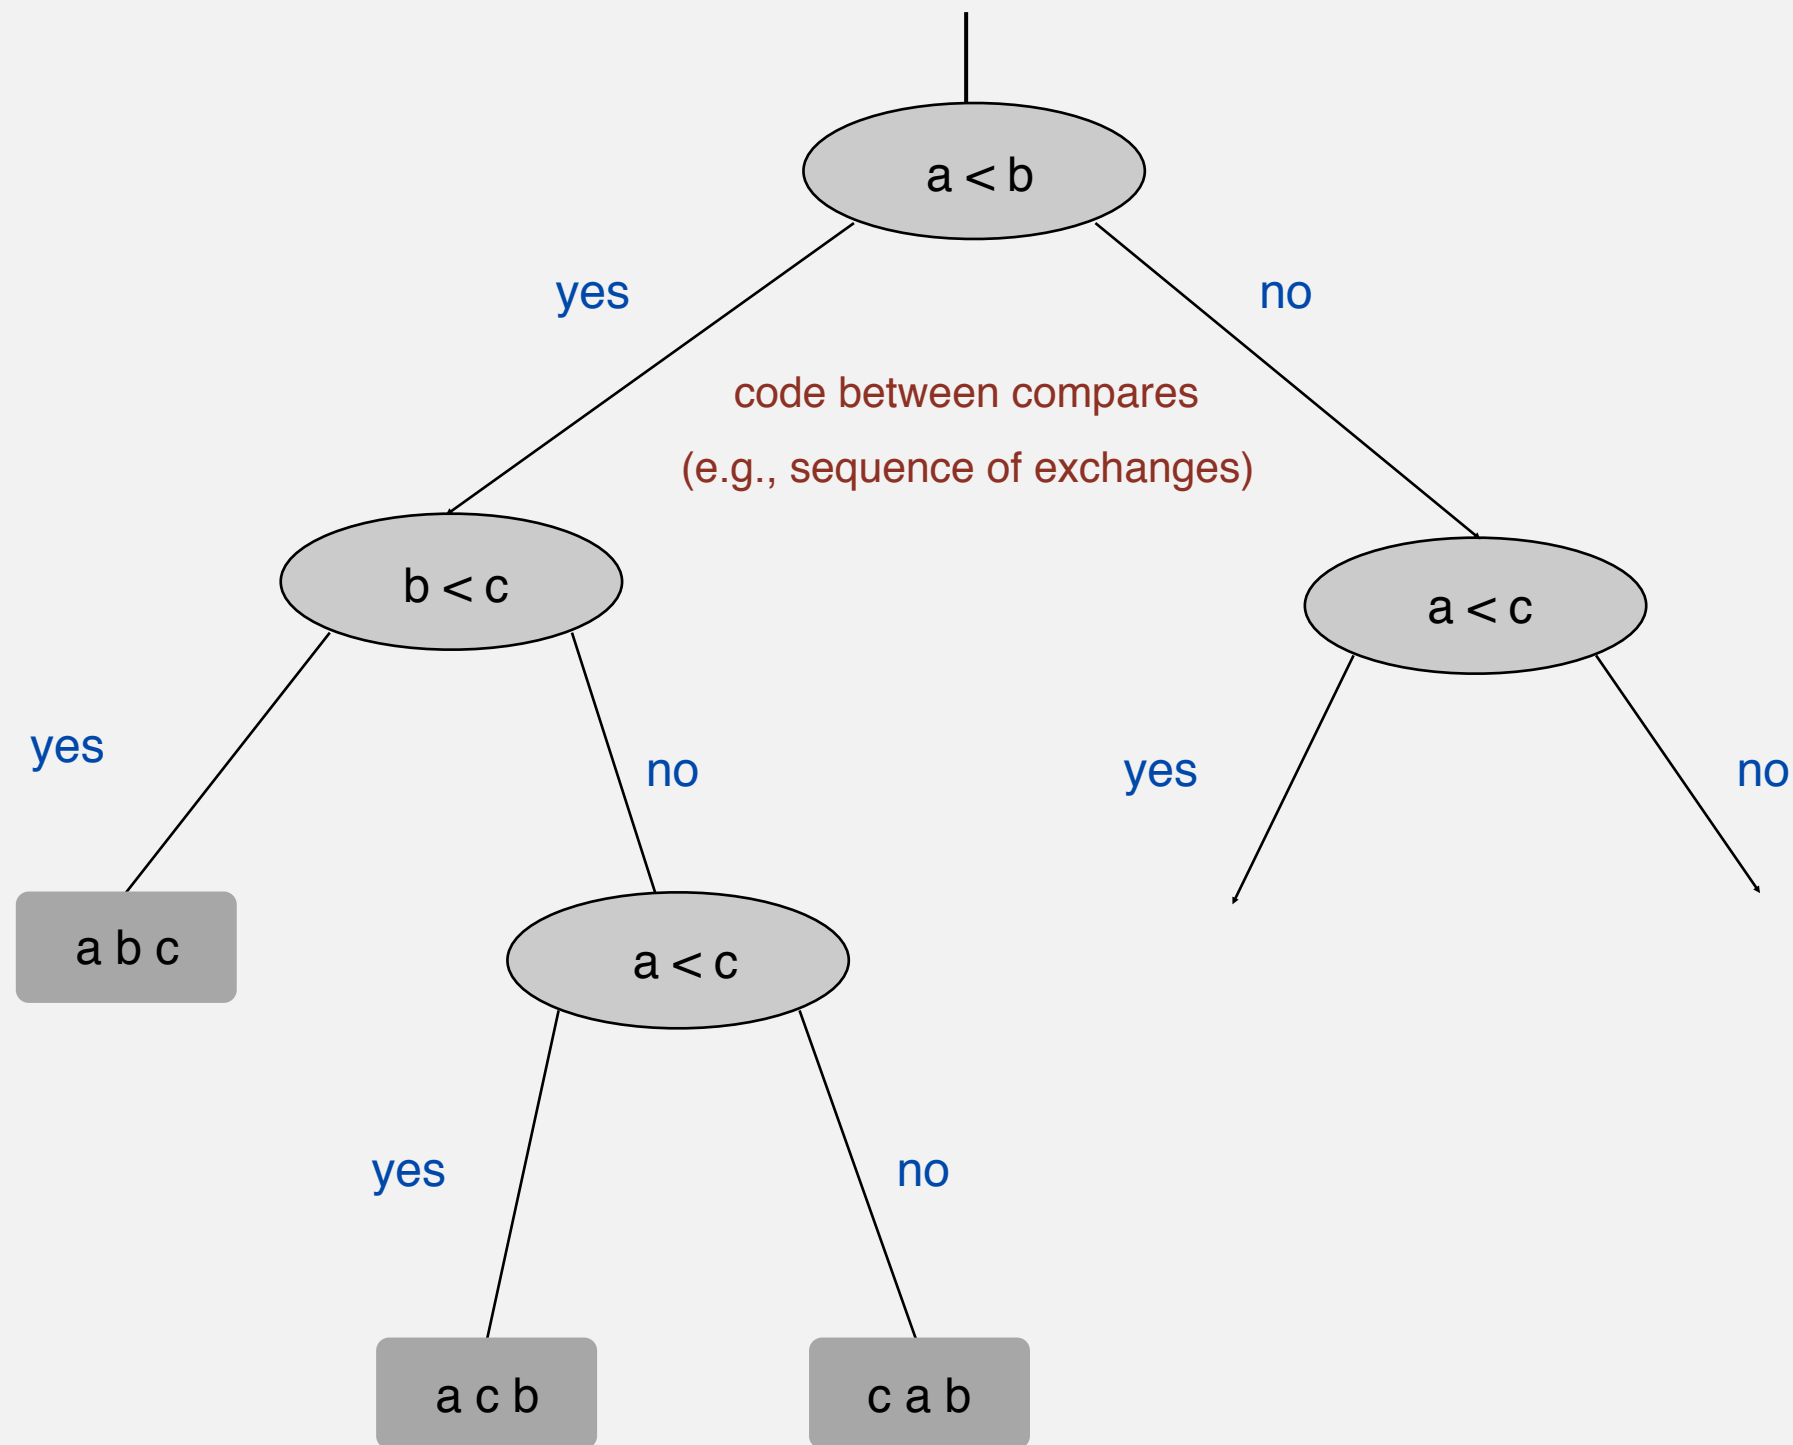 a < b
yes
no
code between compares
(e.g., sequence of exchanges)
b < c
a < c
yes
no
yes
no
a b c
a < c
yes
no
a c b
c a b